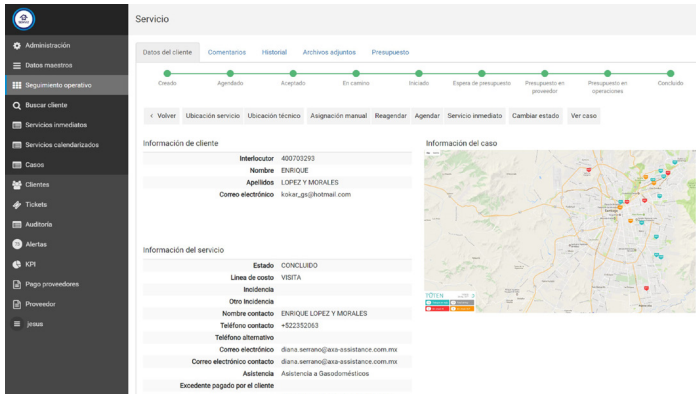 Servicio
Administración
Datos maestros
Seguimiento operativo
Buscar cliente
Servicios inmediatos
Servicios calendarizados
Casos
Clientes
Tickets
Auditoría
Alertas
KPI
Pago proveedores
Proveedor
jesus
Datos del cliente Comentarios Historial Archivos adjuntos Presupuesto
Creado Agendado Aceptado En camino Iniciado Espera de presupuesto Presupuesto en proveedor Presupuesto en operaciones Concluido
< Volver Ubicación servicio Ubicación técnico Asignación manual Reagendar Agendar Servicio inmediato Cambiar estado Ver caso
Información de cliente
Interlocutor 400703293
Nombre ENRIQUE
Apellidos LOPEZ Y MORALES
Correo electrónico kokar_gs@hotmail.com
Información del caso
TOTEN
Información del servicio
Estado CONCLUIDO
Línea de costo VISITA
Incidencia
Otro Incidencia
Nombre contacto ENRIQUE LOPEZ Y MORALES
Teléfono contacto +522352063
Teléfono alternativo
Correo electrónico diana.serrano@axa-assistance.com.mx
Correo electrónico contacto diana.serrano@axa-assistance.com.mx
Asistencia Asistencia a Gasodomésticos
Excedente pagado por el cliente